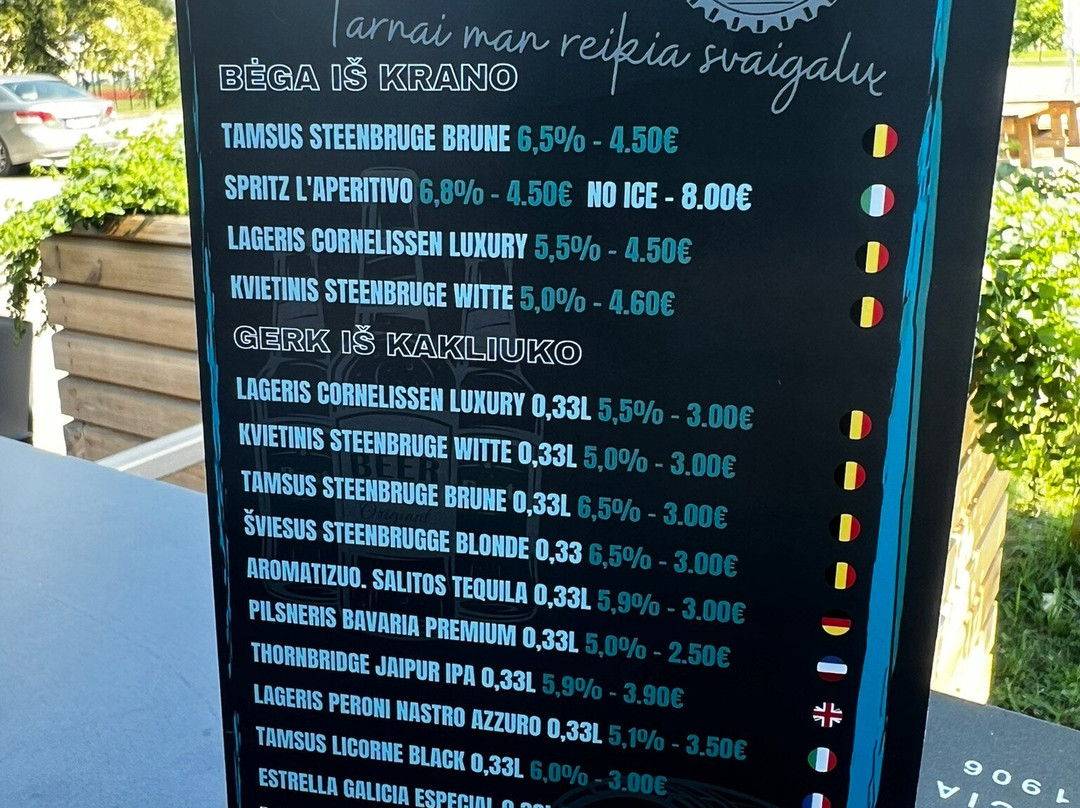 Tarnai man reikia svaigalų
BĖGA IŠ KRANO
TAMSUS STEENBRUGE BRUNE 6,5% - 4.50€
SPRITZ L'APERITIVO 6,8% - 4.50€ NO ICE - 8.00€
LAGERIS CORNELISSEN LUXURY 5,5% - 4.50€
KVIETINIS STEENBRUGE WITTE 5,0% - 4.60€
GERK IŠ KAKLIUKO
LAGERIS CORNELISSEN LUXURY 0,33L 5,5% - 3.00€
KVIETINIS STEENBRUGE WITTE 0,33L 5,0% - 3.00€
TAMSUS STEENBRUGE BRUNE 0,33L 6,5% - 3.00€
ŠVIESUS STEENBRUGGE BLONDE 0,33 6,5% - 3.00€
AROMATIZUO. SALITOS TEQUILA 0,33L 5,9% - 3.00€
PILSNERIS BAVARIA PREMIUM 0,33L 5,0% - 2.50€
THORNBRIDGE JAIPUR IPA 0,33L 5,9% - 3.90€
LAGERIS PERONI NASTRO AZZURO 0,33L 5,1% - 3.50€
TAMSUS LICORNE BLACK 0,33L 6,0% - 3.00€
ESTRELLA GALICIA ESPECIAL 0,33L
BEER
Original
1906